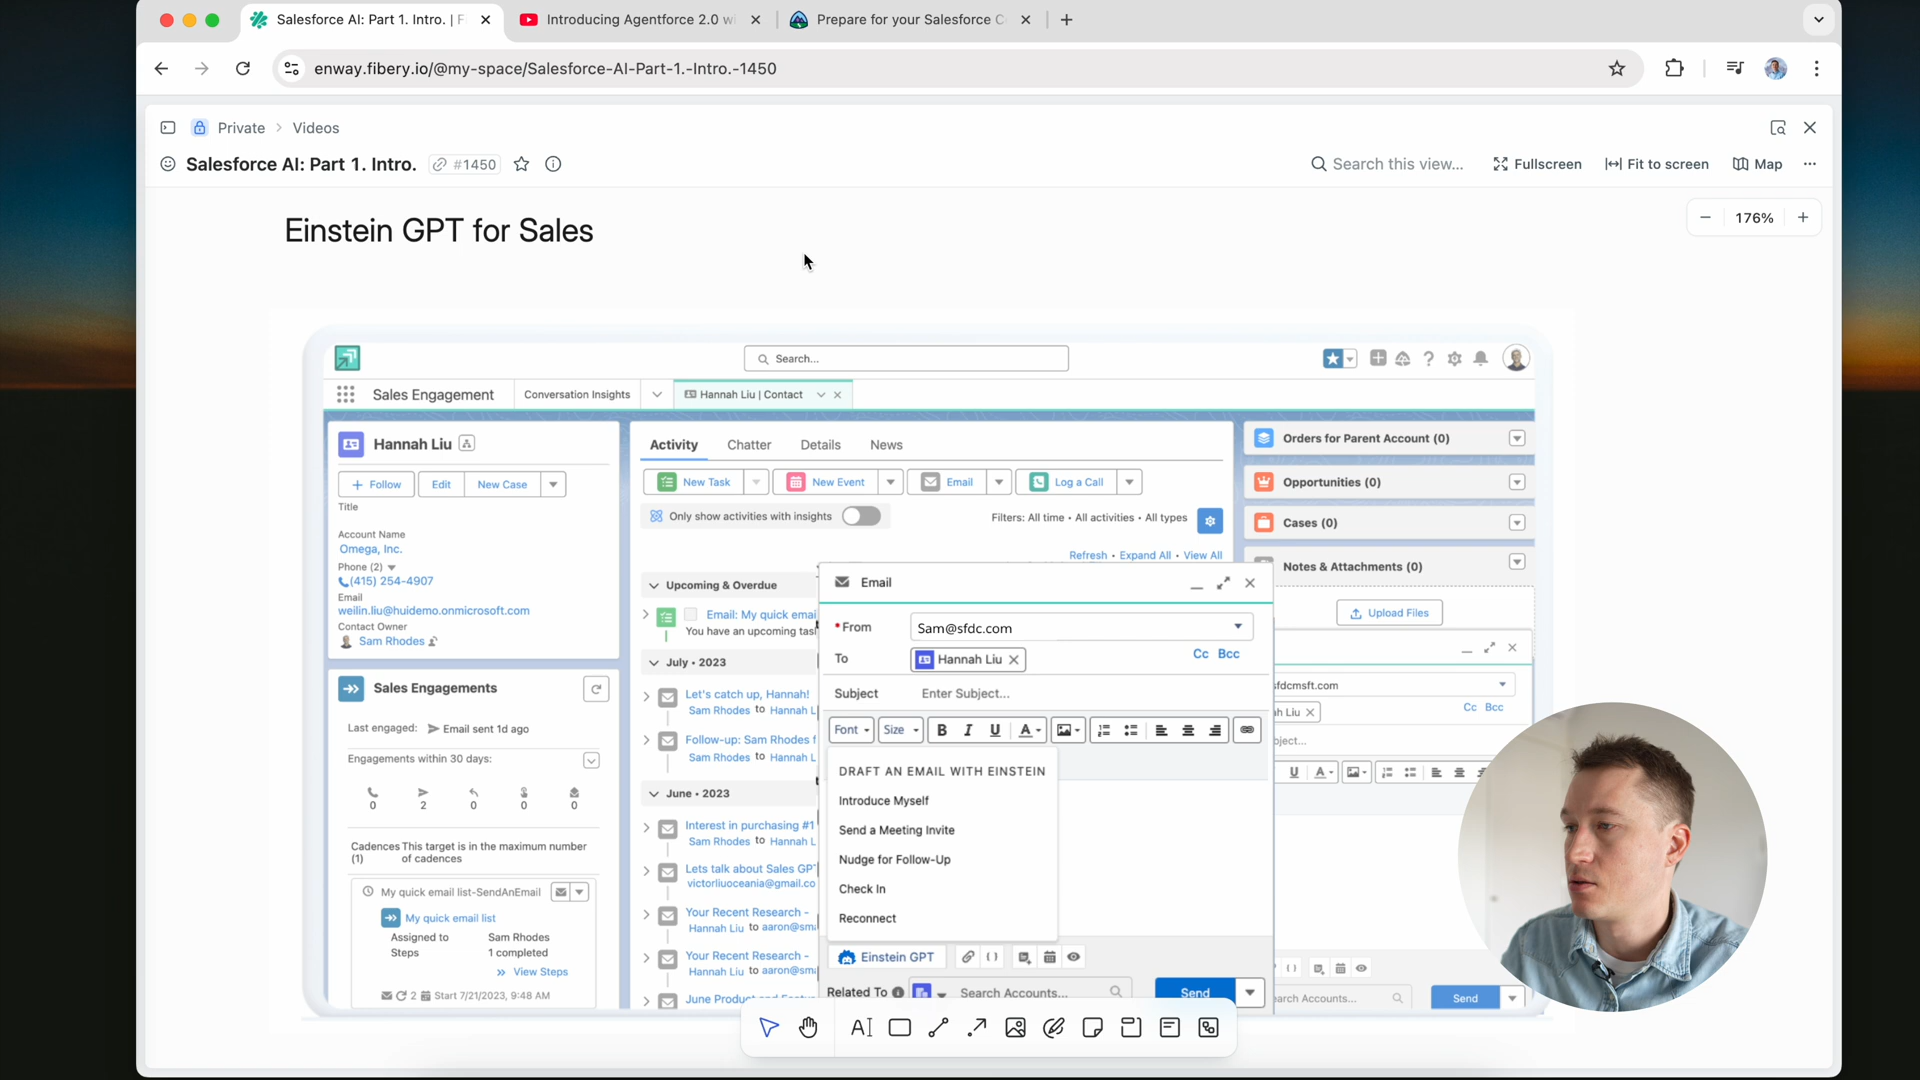 Salesforce AI: Part 1. Intro. | F
Introducing Agentforce 2.0 wi
Prepare for your Salesforce C
enway.fibery.io/@my-space/Salesforce-AI-Part-1.-Intro.-1450
Private > Videos
Salesforce AI: Part 1. Intro. #1450
Search this view... Fullscreen Fit to screen Map
176%
Einstein GPT for Sales
Search...
Sales Engagement Conversation Insights Hannah Liu | Contact
Hannah Liu
Follow Edit New Case
Title
Account Name
Omega, Inc.
Phone (2)
(415) 254-4907
Email
weilin.liu@huidemo.onmicrosoft.com
Contact Owner
Sam Rhodes
Sales Engagements
Last engaged: Email sent 1d ago
Engagements within 30 days:
0 2 0 0 0
Cadences This target is in the maximum number
(1) of cadences
My quick email list-SendAnEmail
My quick email list
Assigned to Sam Rhodes
Steps 1 completed
View Steps
2 Start 7/21/2023, 9:48 AM
Activity Chatter Details News
New Task New Event Email Log a Call
Only show activities with insights
Filters: All time • All activities • All types
Refresh • Expand All • View All
Upcoming & Overdue
Email: My quick emai
You have an upcoming tas
July • 2023
Let's catch up, Hannah!
Sam Rhodes to Hannah L
Follow-up: Sam Rhodes f
Sam Rhodes to Hannah L
June • 2023
Interest in purchasing #1
Sam Rhodes to Hannah L
Lets talk about Sales GP
victorliuoceania@gmail.co
Your Recent Research -
Hannah Liu to aaron@sma
Your Recent Research -
Hannah Liu to aaron@sma
Orders for Parent Account (0)
Opportunities (0)
Cases (0)
Notes & Attachments (0)
Upload Files
Email
*From Sam@sfdc.com
To Hannah Liu
Cc Bcc
Subject Enter Subject...
Font Size B I U A
DRAFT AN EMAIL WITH EINSTEIN
Introduce Myself
Send a Meeting Invite
Nudge for Follow-Up
Check In
Reconnect
Einstein GPT
Related To Search Accounts...
Send
sfdcmsft.com
h Liu
Cc Bcc
bject...
U A
arch Accounts...
Send